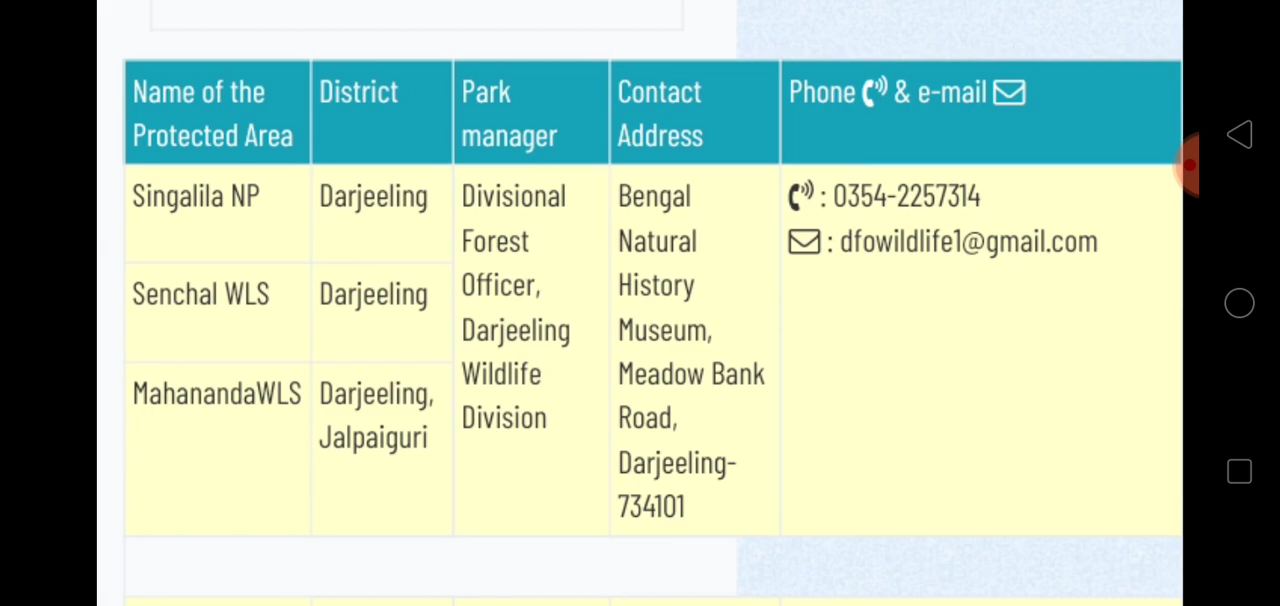 Name of the
Protected Area
District
Park
manager
Contact
Address
Phone & e-mail
Singalila NP
Darjeeling
Divisional
Forest
Officer,
Darjeeling
Wildlife
Division
Bengal
Natural
History
Museum,
Meadow Bank
Road,
Darjeeling-
734101
: 0354-2257314
: dfowildlife1@gmail.com
Senchal WLS
Darjeeling
MahanandaWLS
Darjeeling,
Jalpaiguri